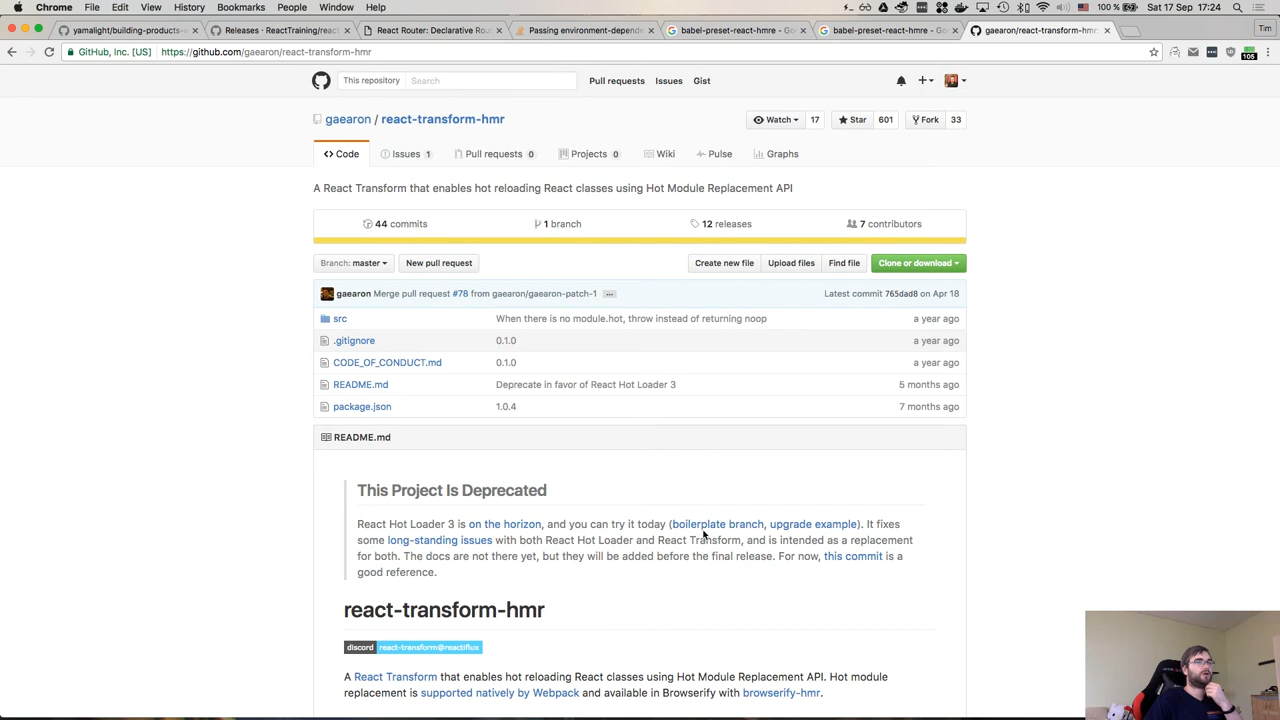 Chrome File Edit View History Bookmarks People Window Help 100 % Sat 17 Sep 17:24
yamalight/building-products-
Releases · ReactTraining/reac
React Router: Declarative Rou
Passing environment-depende
babel-preset-react-hmre - Go
babel-preset-react-hmre - Go
gaearon/react-transform-hmr
Tim
GitHub, Inc. [US] https://github.com/gaearon/react-transform-hmr
105
This repository Search Pull requests Issues Gist
gaearon / react-transform-hmr Watch 17 Star 601 Fork 33
Code Issues 1 Pull requests 0 Projects 0 Wiki Pulse Graphs
A React Transform that enables hot reloading React classes using Hot Module Replacement API
44 commits 1 branch 12 releases 7 contributors
Branch: master New pull request Create new file Upload files Find file Clone or download
gaearon Merge pull request #78 from gaearon/gaearon-patch-1 ... Latest commit 765dad8 on Apr 18
src When there is no module.hot, throw instead of returning noop a year ago
.gitignore 0.1.0 a year ago
CODE_OF_CONDUCT.md 0.1.0 a year ago
README.md Deprecate in favor of React Hot Loader 3 5 months ago
package.json 1.0.4 7 months ago
README.md
This Project Is Deprecated
React Hot Loader 3 is on the horizon, and you can try it today (boilerplate branch, upgrade example). It fixes
some long-standing issues with both React Hot Loader and React Transform, and is intended as a replacement
for both. The docs are not there yet, but they will be added before the final release. For now, this commit is a
good reference.
react-transform-hmr
discord react-transform@reactiflux
A React Transform that enables hot reloading React classes using Hot Module Replacement API. Hot module
replacement is supported natively by Webpack and available in Browserify with browserify-hmr.